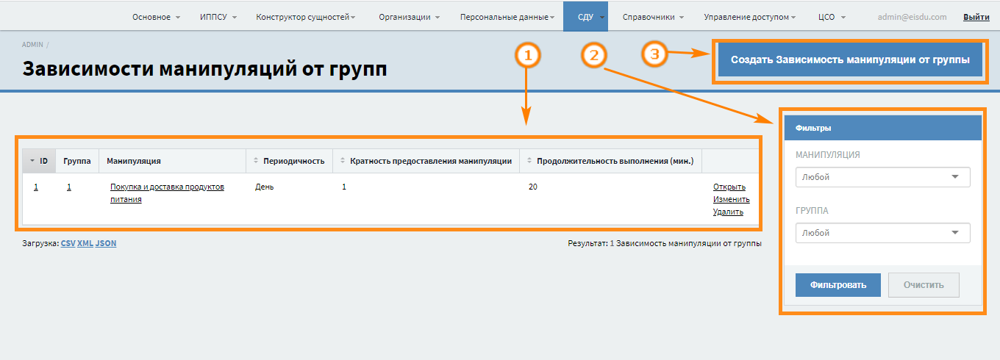 Основное ИППСУ Конструктор сущностей Организации Персональные данные СДУ Справочники Управление доступом ЦСО admin@eisdu.com Выйти
ADMIN /
Зависимости манипуляций от групп
1 2 3
Создать Зависимость манипуляции от группы
ID Группа Манипуляция Периодичность Кратность предоставления манипуляции Продолжительность выполнения (мин.)
1 1 Покупка и доставка продуктов День 1 20 Открыть
питания Изменить
Удалить
Загрузка: CSV XML JSON Результат: 1 Зависимость манипуляции от группы
Фильтры
МАНИПУЛЯЦИЯ
Любой
ГРУППА
Любой
Фильтровать Очистить